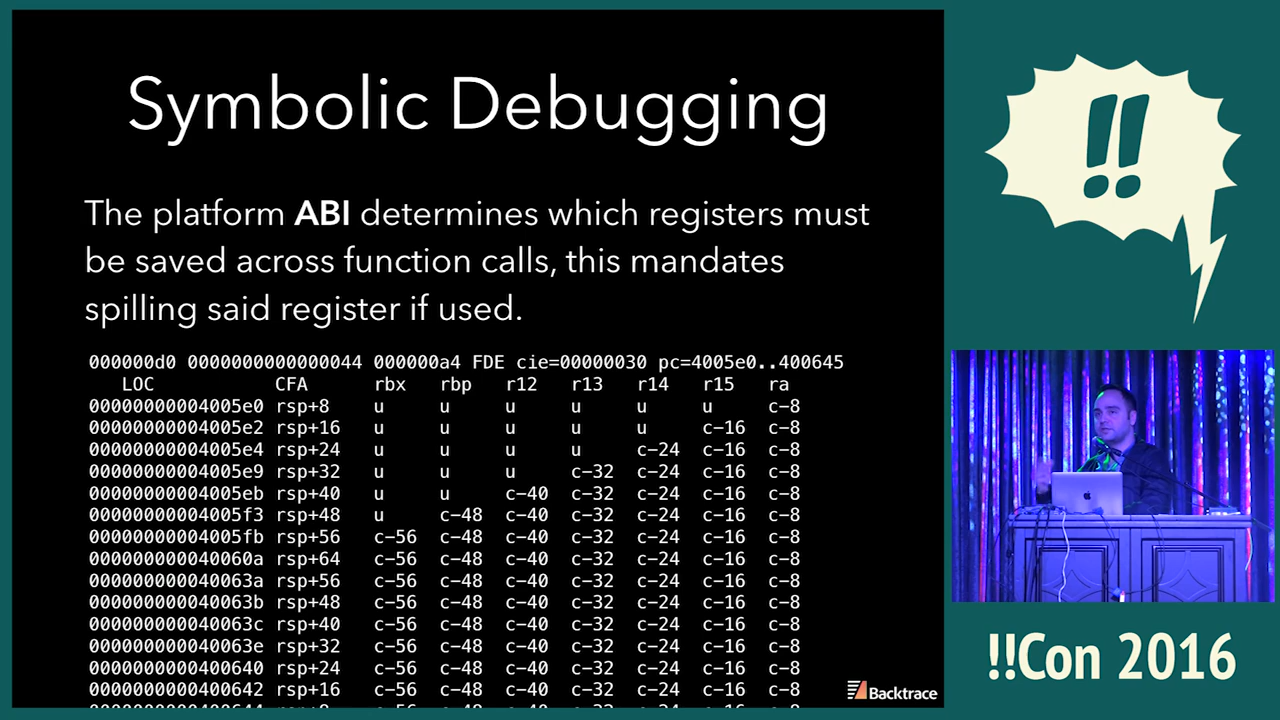 Symbolic Debugging
The platform ABI determines which registers must
be saved across function calls, this mandates
spilling said register if used.
000000d0 0000000000000044 000000a4 FDE cie=00000030 pc=4005e0..400645
LOC CFA rbx rbp r12 r13 r14 r15 ra
00000000004005e0 rsp+8 u u u u u u c-8
00000000004005e2 rsp+16 u u u u u c-16 c-8
00000000004005e4 rsp+24 u u u u c-24 c-16 c-8
00000000004005e9 rsp+32 u u u c-32 c-24 c-16 c-8
00000000004005eb rsp+40 u u c-40 c-32 c-24 c-16 c-8
00000000004005f3 rsp+48 u c-48 c-40 c-32 c-24 c-16 c-8
00000000004005fb rsp+56 c-56 c-48 c-40 c-32 c-24 c-16 c-8
000000000040060a rsp+64 c-56 c-48 c-40 c-32 c-24 c-16 c-8
000000000040063a rsp+56 c-56 c-48 c-40 c-32 c-24 c-16 c-8
000000000040063b rsp+48 c-56 c-48 c-40 c-32 c-24 c-16 c-8
000000000040063c rsp+40 c-56 c-48 c-40 c-32 c-24 c-16 c-8
000000000040063e rsp+32 c-56 c-48 c-40 c-32 c-24 c-16 c-8
0000000000400640 rsp+24 c-56 c-48 c-40 c-32 c-24 c-16 c-8
0000000000400642 rsp+16 c-56 c-48 c-40 c-32 c-24 c-16 c-8
Backtrace
!!
!!Con 2016